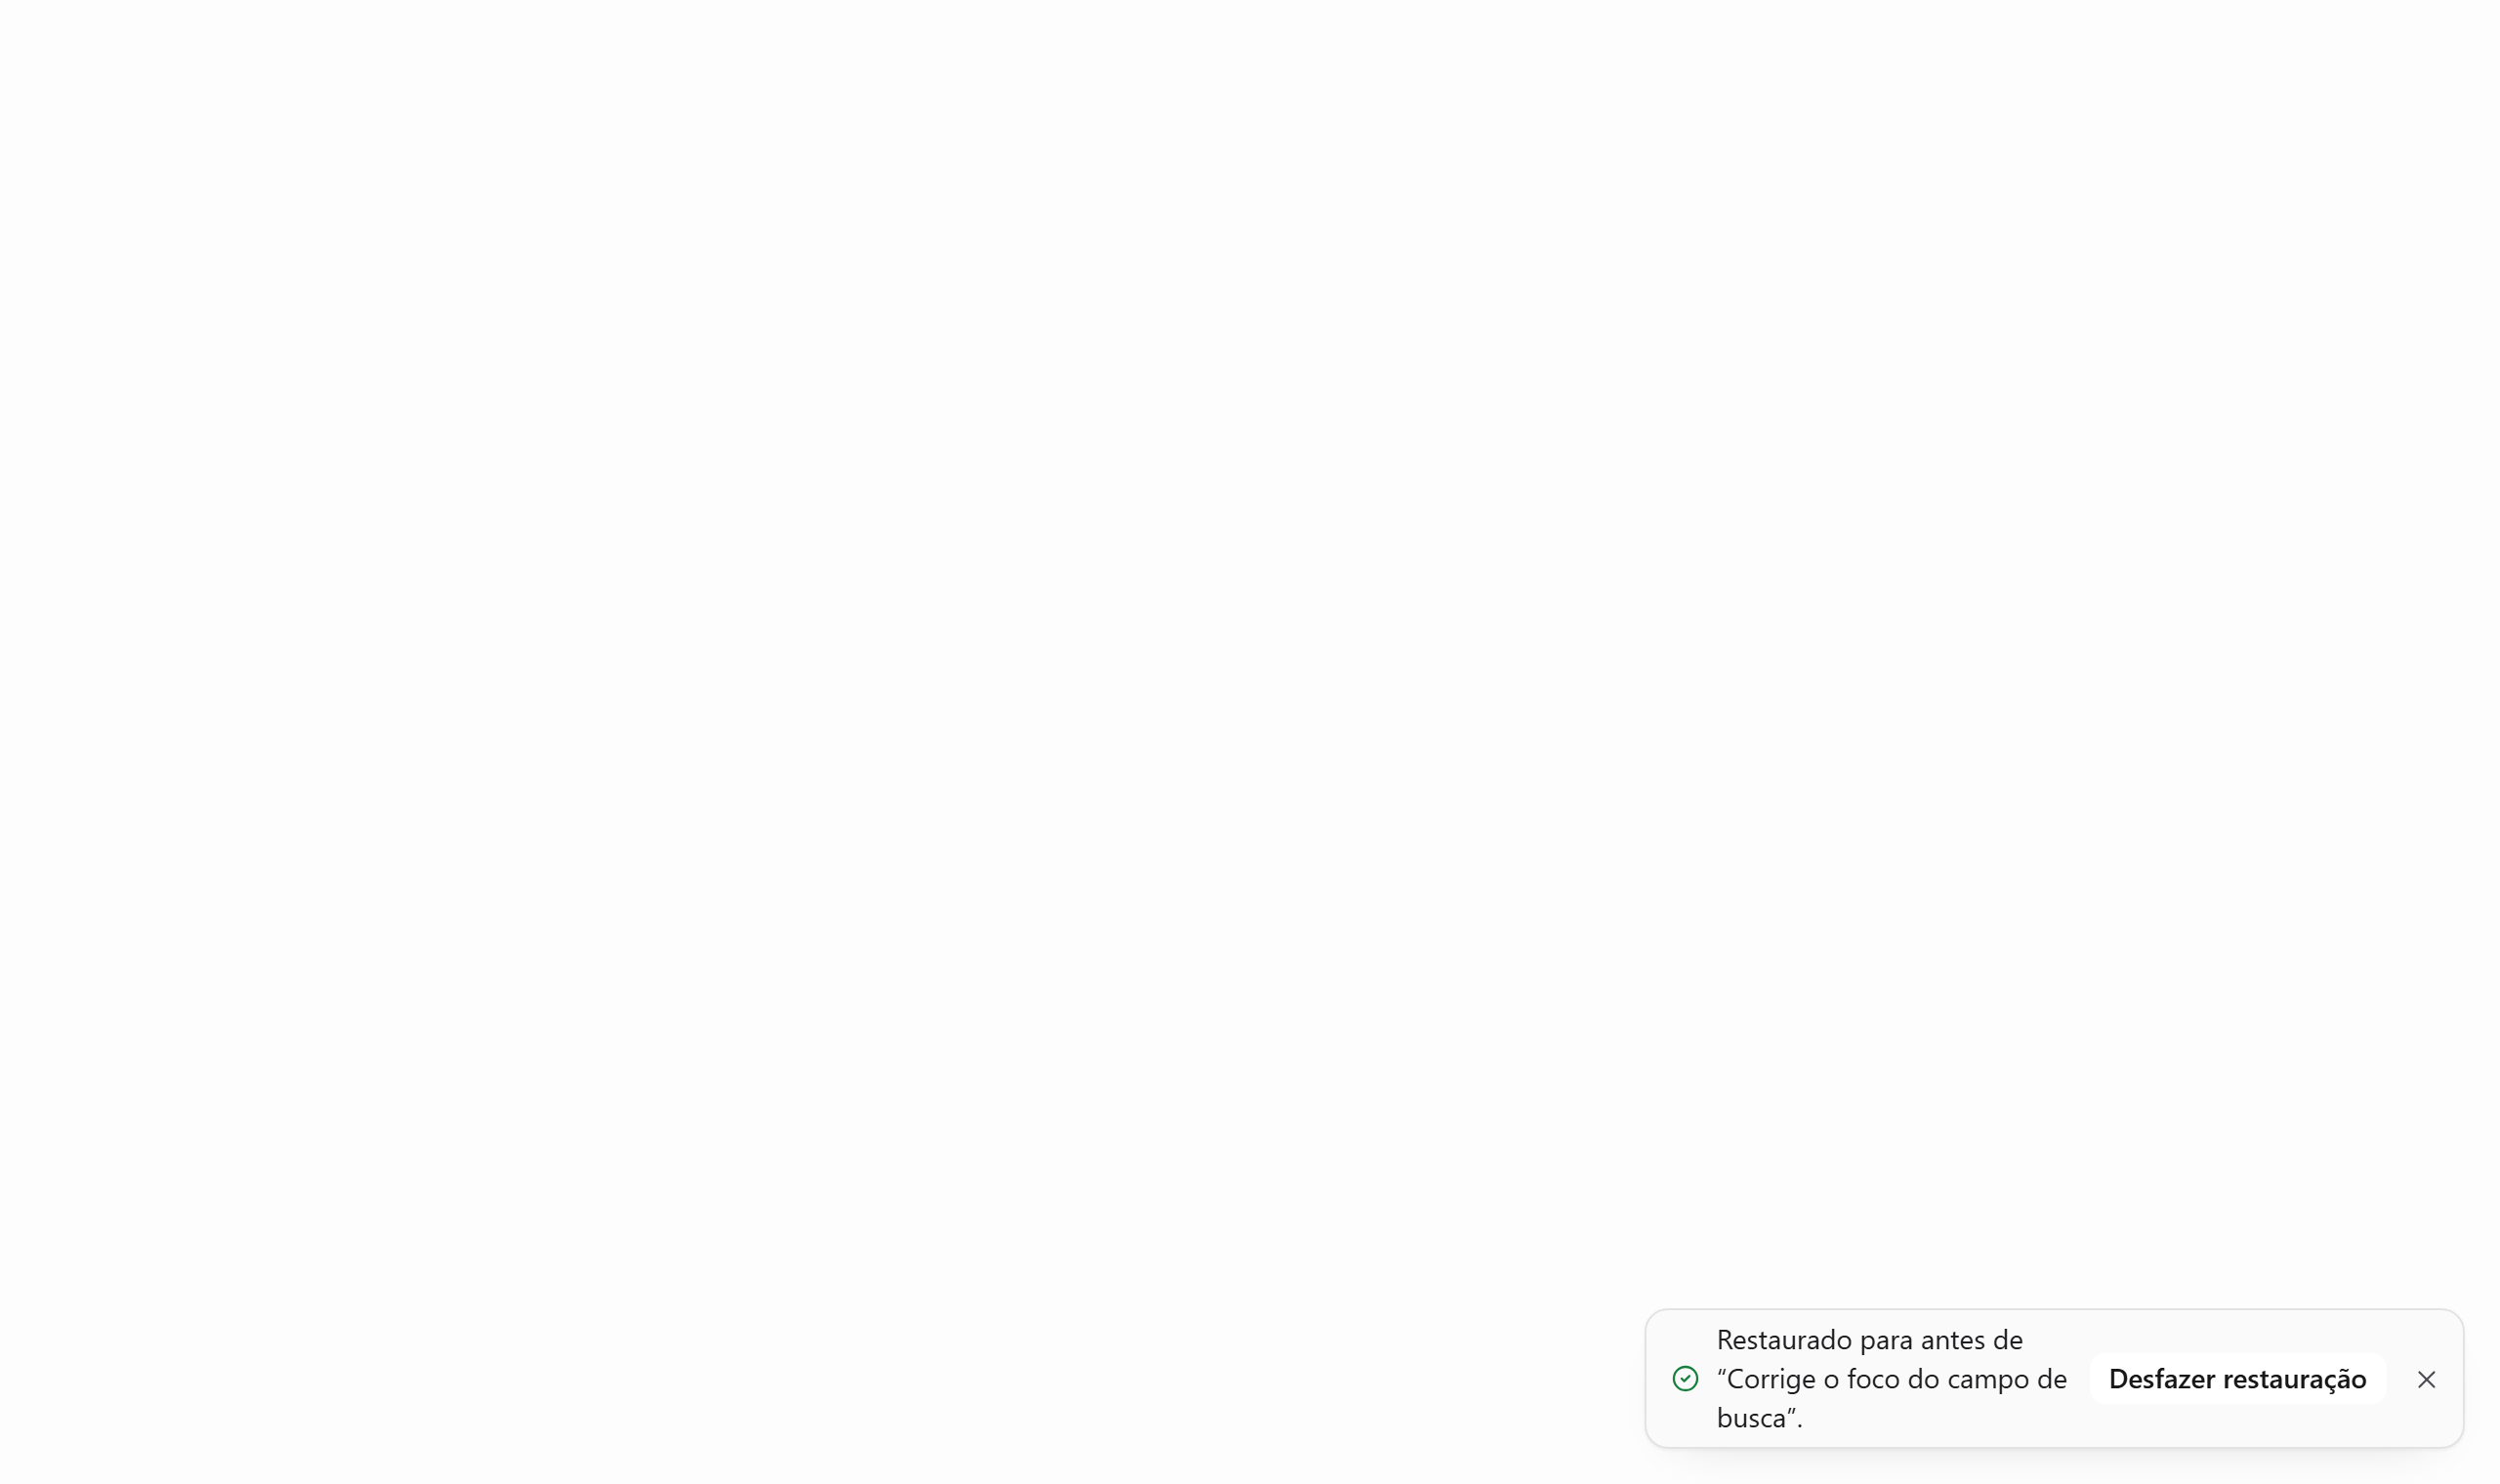 Restaurado para antes de
“Corrige o foco do campo de
busca”.
Desfazer restauração